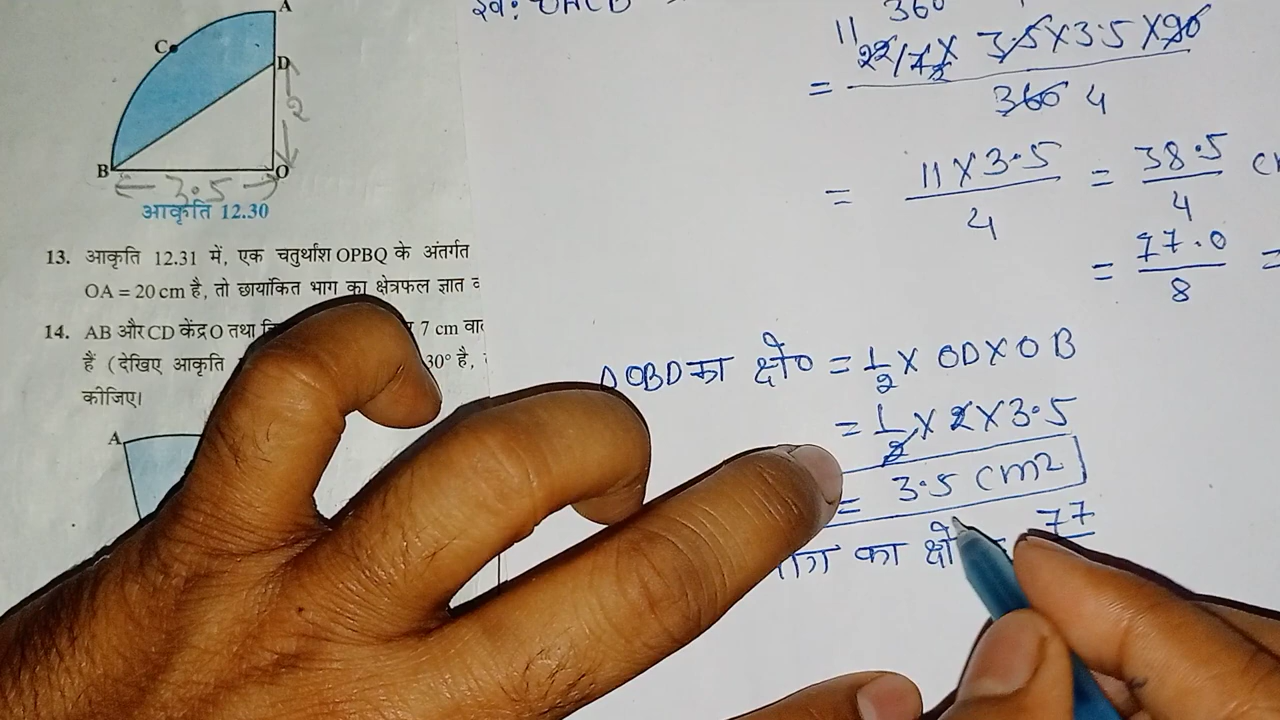 A
C
D
2
B
O
3.5
आकृति 12.30
13. आकृति 12.31 में, एक चतुर्थांश OPBQ के अंतर्गत
OA = 20 cm है, तो छायांकित भाग का क्षेत्रफल ज्ञात
14. AB और CD केंद्र O तथा 7 cm
हैं (देखिए आकृति 30° है,
कीजिए।
A
360
11
22/7 x 3.5 x 3.5 x 90
= 360 4
= 11 x 3.5 / 4 = 38.5 / 4
= 77.0 / 8 =
Δ OBD का क्षे० = 1/2 x OD x OB
= 1/2 x 2 x 3.5
= 3.5 cm2
का 77